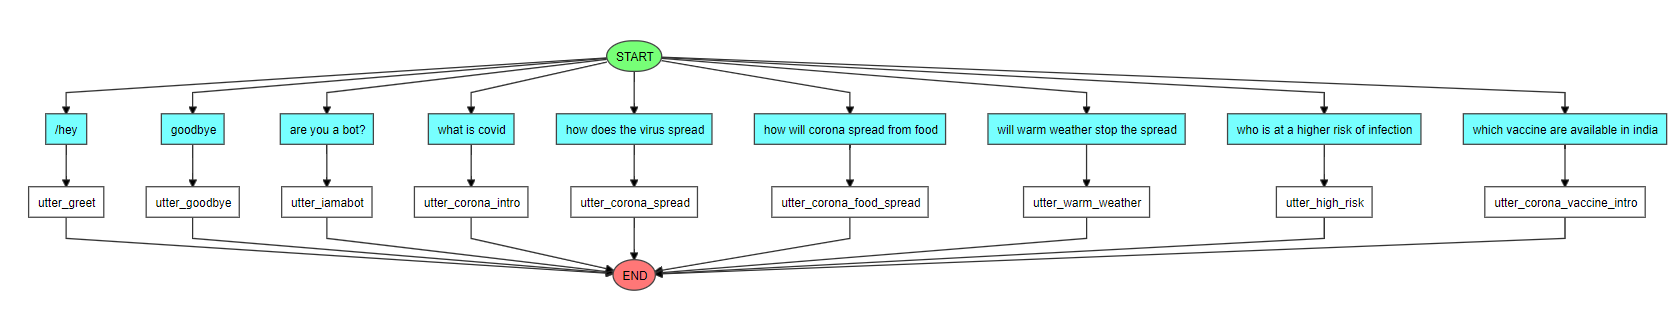 START
/hey
goodbye
are you a bot?
what is covid
how does the virus spread
how will corona spread from food
will warm weather stop the spread
who is at a higher risk of infection
which vaccine are available in india
utter_greet
utter_goodbye
utter_iamabot
utter_corona_intro
utter_corona_spread
utter_corona_food_spread
utter_warm_weather
utter_high_risk
utter_corona_vaccine_intro
END